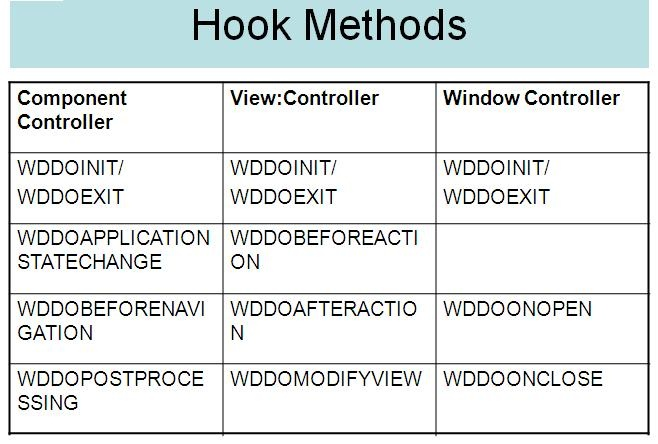 Hook Methods
Component
Controller
View:Controller
Window Controller
WDDOINIT/
WDDOEXIT
WDDOINIT/
WDDOEXIT
WDDOINIT/
WDDOEXIT
WDDOAPPLICATION
STATECHANGE
WDDOBEFOREACTI
ON
WDDOBEFORENAVI
GATION
WDDOAFTERACTIO
N
WDDOONOPEN
WDDOPOSTPROCE
SSING
WDDOMODIFYVIEW
WDDOONCLOSE